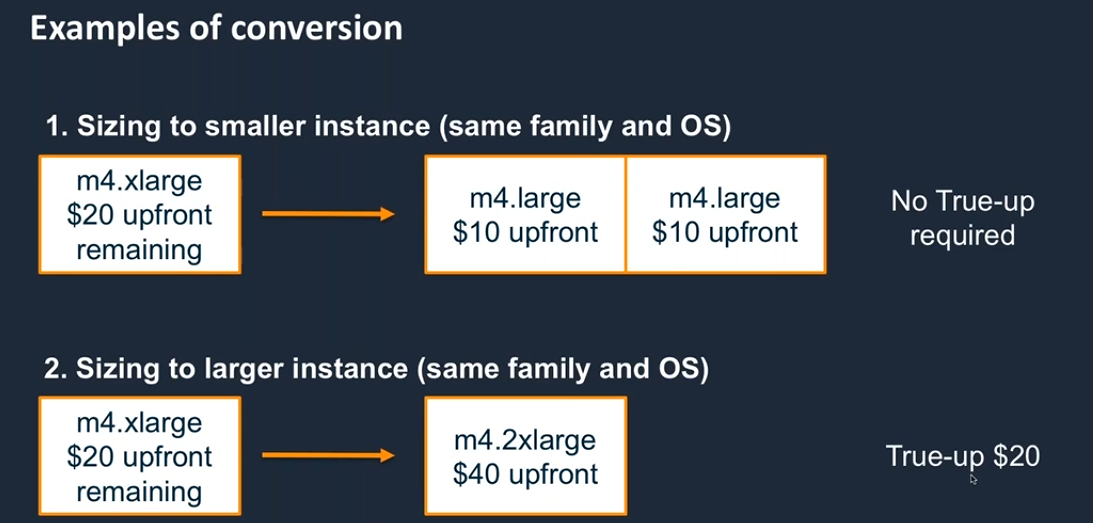 Examples of conversion
1. Sizing to smaller instance (same family and OS)
m4.xlarge
$20 upfront
remaining
m4.large
$10 upfront
m4.large
$10 upfront
No True-up
required
2. Sizing to larger instance (same family and OS)
m4.xlarge
$20 upfront
remaining
m4.2xlarge
$40 upfront
True-up $20